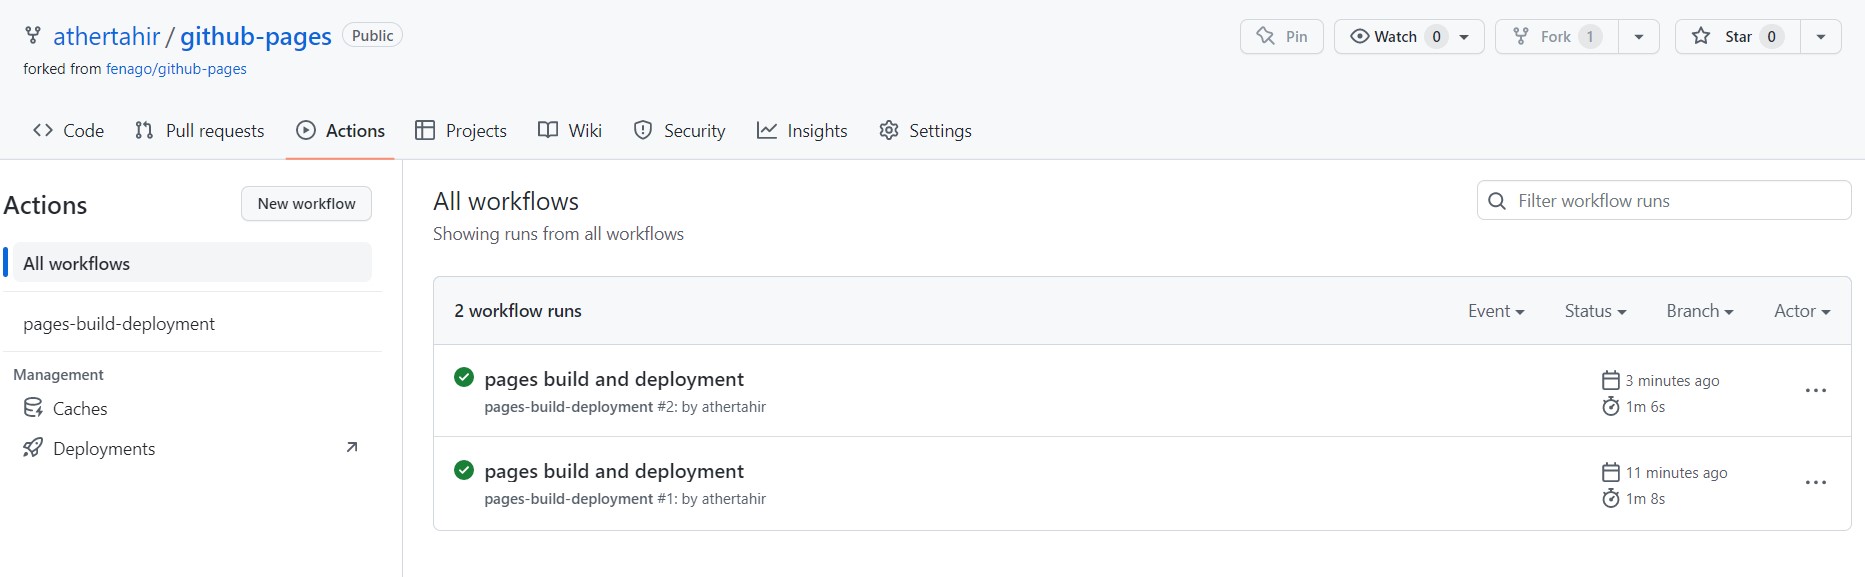 athertahir / github-pages Public
Pin Watch 0 Fork 1 Star 0
forked from fenago/github-pages
Code Pull requests Actions Projects Wiki Security Insights Settings
Actions
New workflow
All workflows
pages-build-deployment
Management
Caches
Deployments
All workflows
Showing runs from all workflows
Filter workflow runs
2 workflow runs
Event Status Branch Actor
pages build and deployment
pages-build-deployment #2: by athertahir
3 minutes ago
1m 6s
pages build and deployment
pages-build-deployment #1: by athertahir
11 minutes ago
1m 8s